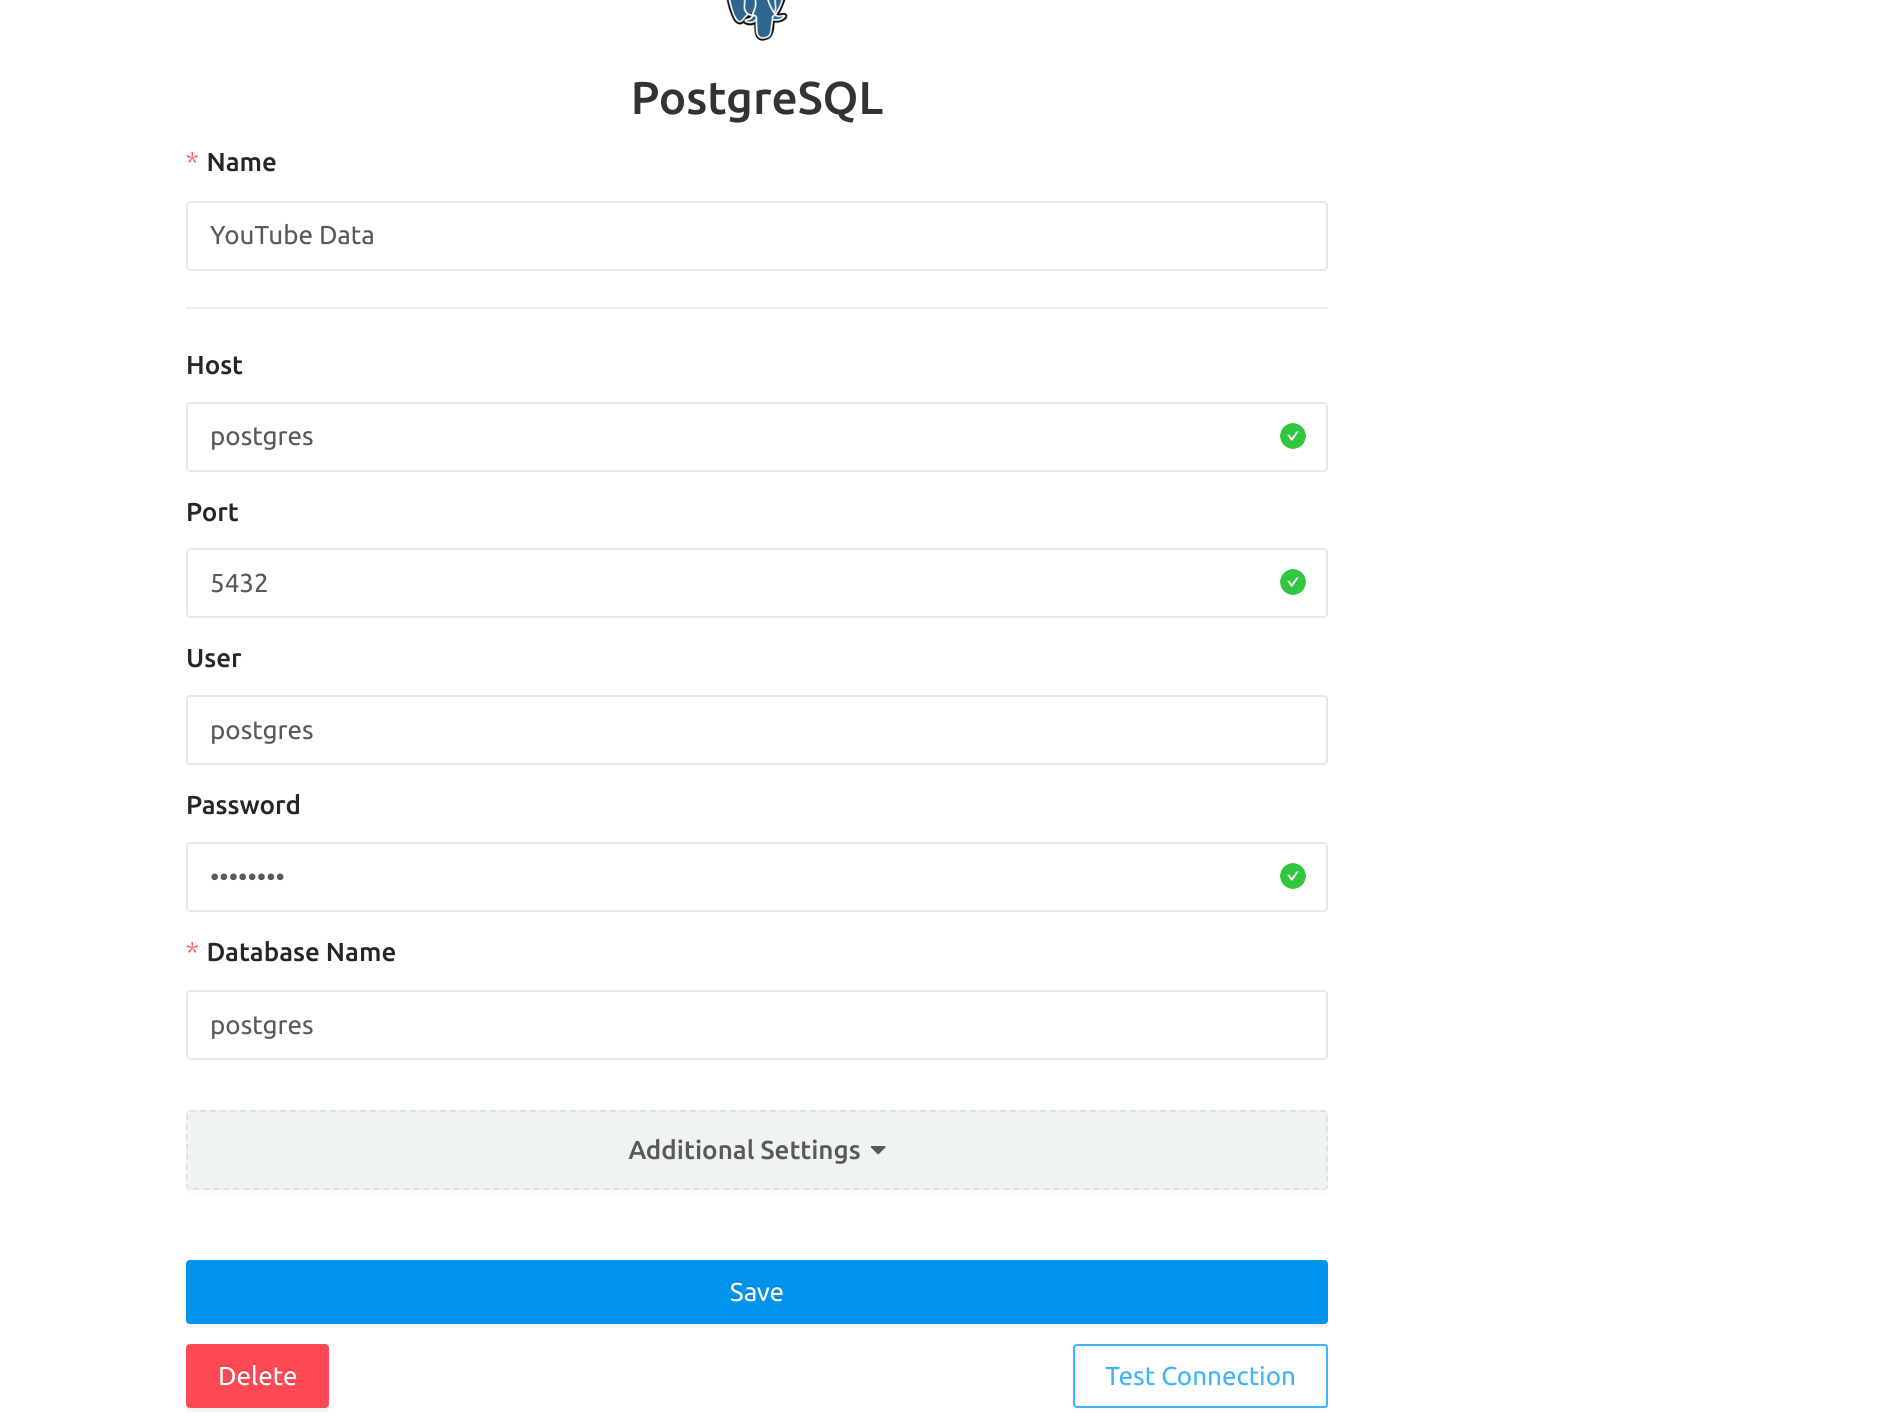 PostgreSQL
* Name
YouTube Data
Host
postgres
Port
5432
User
postgres
Password
••••••••
* Database Name
postgres
Additional Settings
Save
Delete
Test Connection